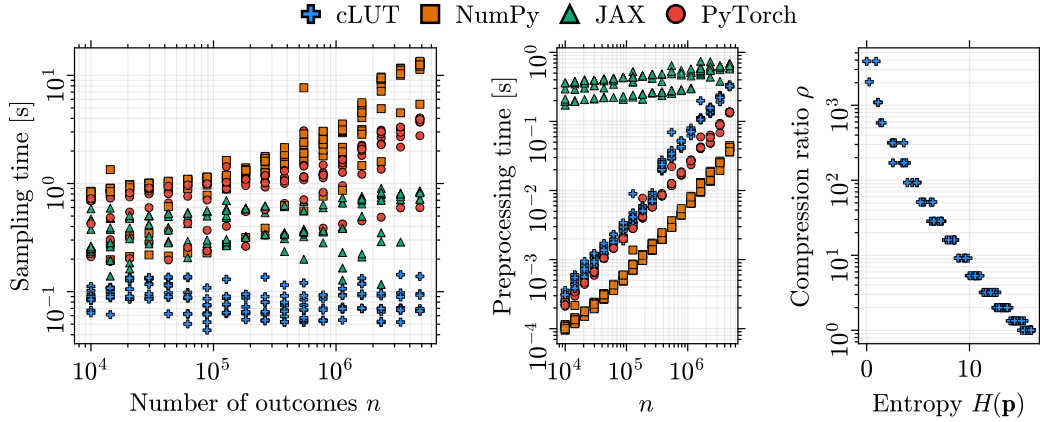 cLUT NumPy JAX PyTorch
Sampling time [s]
10^1
10^0
10^−1
10^4 10^5 10^6
Number of outcomes n
Preprocessing time [s]
10^0
10^−1
10^−2
10^−3
10^−4
10^4 10^5 10^6
n
Compression ratio ρ
10^3
10^2
10^1
10^0
0 10
Entropy H(p)